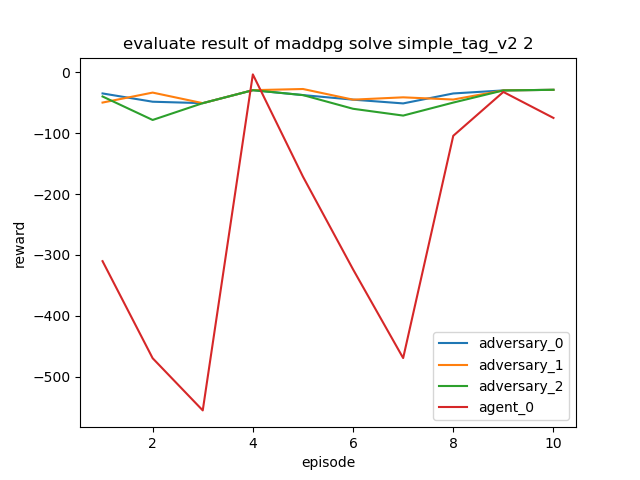 evaluate result of maddpg solve simple_tag_v2 2
0
−100
−200
−300
−400
−500
reward
2
4
6
8
10
episode
adversary_0
adversary_1
adversary_2
agent_0